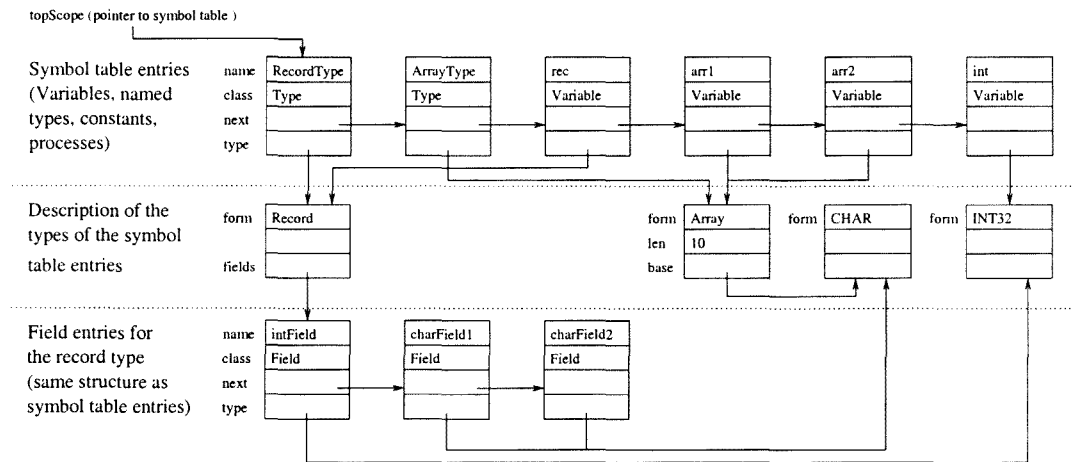 topScope (pointer to symbol table )
Symbol table entries
(Variables, named
types, constants,
processes)
name RecordType ArrayType rec arr1 arr2 int
class Type Type Variable Variable Variable Variable
next
type
Description of the
types of the symbol
table entries
form Record form Array form CHAR form INT32
len 10
fields base
Field entries for
the record type
(same structure as
symbol table entries)
name intField charField1 charField2
class Field Field Field
next
type